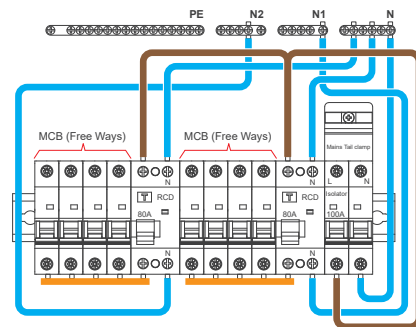 PE N2 N1 N
MCB (Free Ways) MCB (Free Ways)
Mains Tail clamp
N N L N
T RCD T RCD Isolator
80A 80A 100A
N N